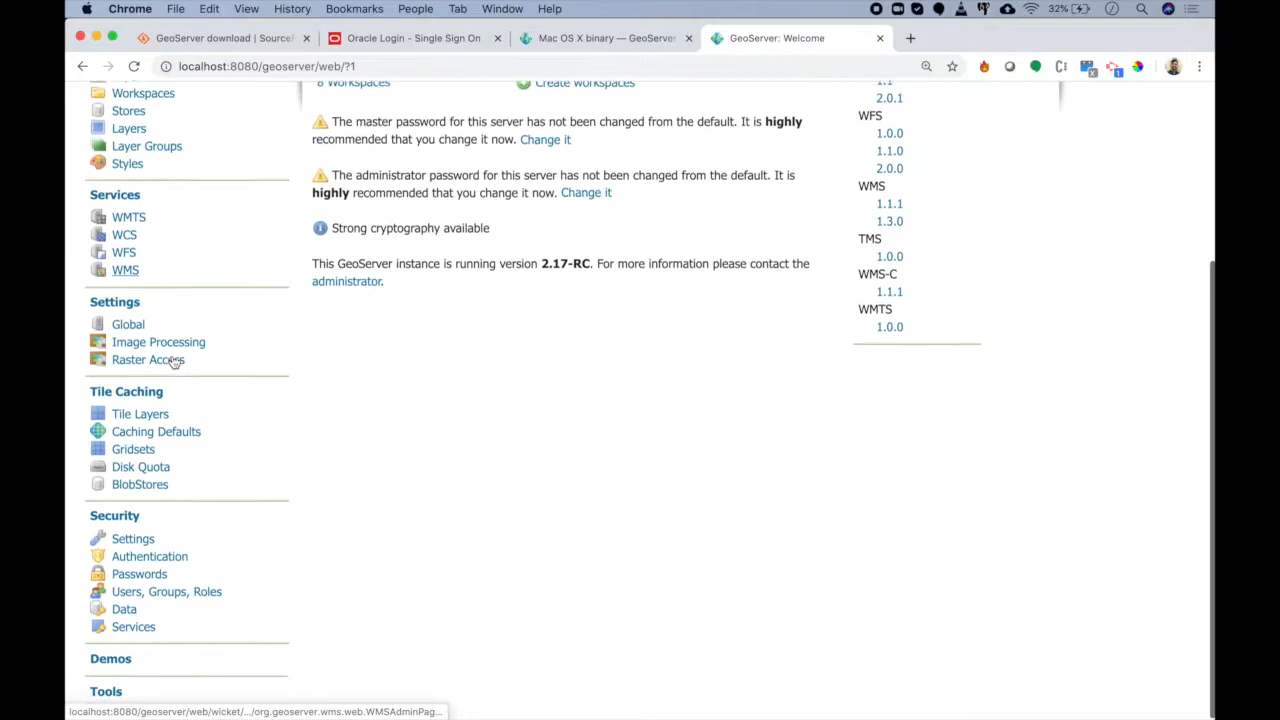 Chrome File Edit View History Bookmarks People Tab Window Help 32%
GeoServer download | SourceF Oracle Login - Single Sign On Mac OS X binary — GeoServer GeoServer: Welcome
localhost:8080/geoserver/web/?1
Workspaces
Stores
Layers
Layer Groups
Styles
Services
WMTS
WCS
WFS
WMS
Settings
Global
Image Processing
Raster Access
Tile Caching
Tile Layers
Caching Defaults
Gridsets
Disk Quota
BlobStores
Security
Settings
Authentication
Passwords
Users, Groups, Roles
Data
Services
Demos
Tools
8 Workspaces Create workspaces
The master password for this server has not been changed from the default. It is highly
recommended that you change it now. Change it
The administrator password for this server has not been changed from the default. It is
highly recommended that you change it now. Change it
Strong cryptography available
This GeoServer instance is running version 2.17-RC. For more information please contact the
administrator.
1.1
2.0.1
WFS
1.0.0
1.1.0
2.0.0
WMS
1.1.1
1.3.0
TMS
1.0.0
WMS-C
1.1.1
WMTS
1.0.0
localhost:8080/geoserver/web/wicket/.../org.geoserver.wms.web.WMSAdminPag...